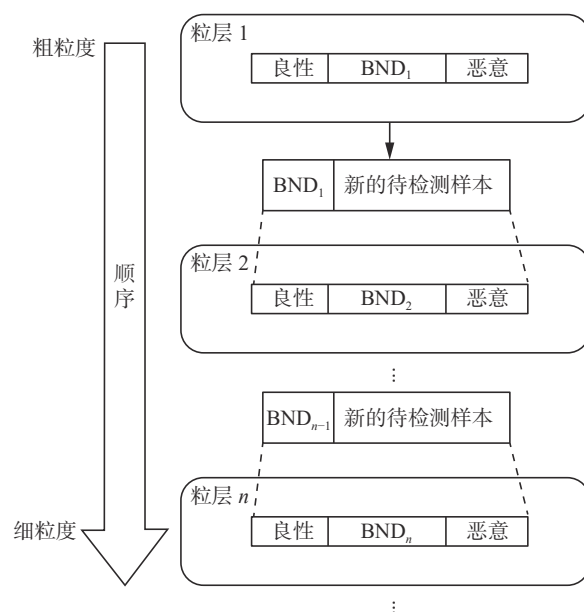 粗粒度
粒层 1
良性 BND₁ 恶意
BND₁ 新的待检测样本
顺序
粒层 2
良性 BND₂ 恶意
⋮
BNDₙ₋₁ 新的待检测样本
粒层 n
细粒度
良性 BNDₙ 恶意
⋮